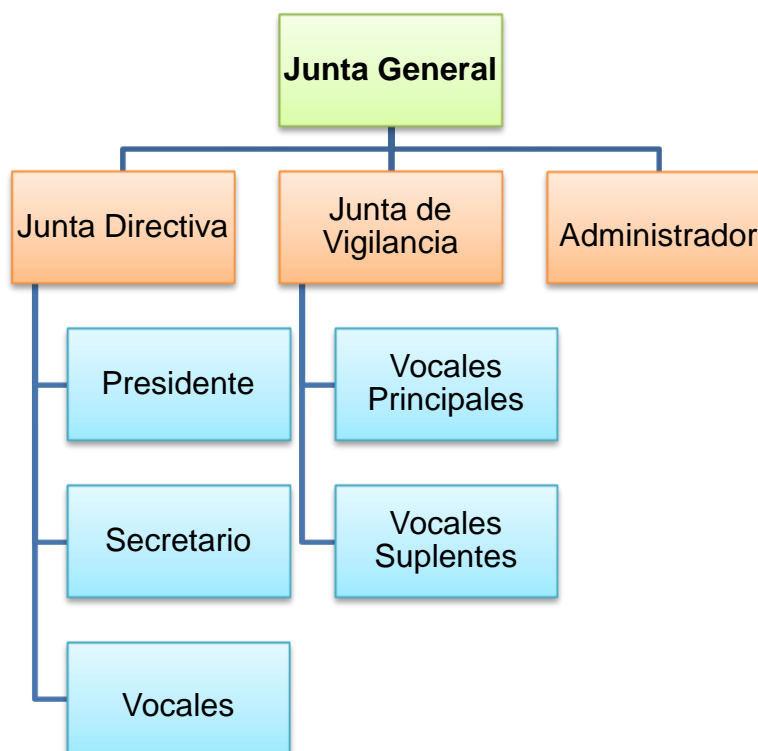 Junta General
Junta Directiva
Junta de
Vigilancia
Administrador
Presidente
Secretario
Vocales
Vocales
Principales
Vocales
Suplentes